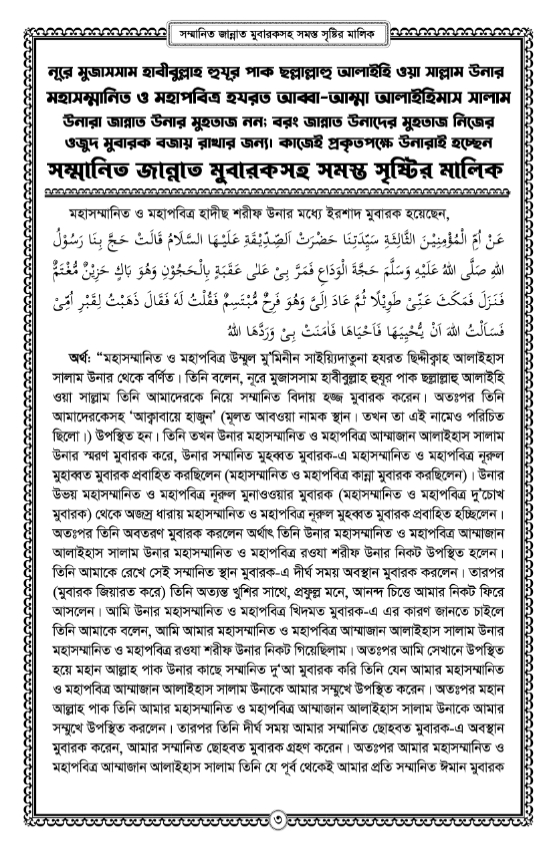 সম্মানিত জান্নাত মুবারকসহ সমস্ত সৃষ্টির মালিক
নূরে মুজাসসাম হাবীবুল্লাহ হুযূর পাক ছল্লাল্লাহু আলাইহি ওয়া সাল্লাম উনার
মহাসম্মানিত ও মহাপবিত্র হযরত আব্বা-আম্মা আলাইহিমাস সালাম
উনারা জান্নাত উনার মুহতাজ নন; বরং জান্নাত উনাদের মুহতাজ নিজের
ওজুদ মুবারক বজায় রাখার জন্য। কাজেই প্রকৃতপক্ষে উনারাই হচ্ছেন
সম্মানিত জান্নাত মুবারকসহ সমস্ত সৃষ্টির মালিক
মহাসম্মানিত ও মহাপবিত্র হাদীছ শরীফ উনার মধ্যে ইরশাদ মুবারক হয়েছেন,
عَنْ اُمِّ الْمُؤْمِنِيْنَ الثَّالِثَةِ سَيِّدَتِنَا حَضْرَتْ اَلصِّدِّيْقَةِ عَلَيْهَا السَّلَامُ قَالَتْ حَجَّ بِنَا رَسُوْلُ
اللهِ صَلَّى اللهُ عَلَيْهِ وَسَلَّمَ حَجَّةَ الْوَدَاعِ فَمَرَّ بِىْ عَلٰى عَقَبَةٍ بِالْحَجُوْنِ وَهُوَ بَاكٍ حَزِيْنٌ مُّغْتَمٌّ
فَنَزَلَ فَمَكَثَ عَنِّىْ طَوِيْلًا ثُمَّ عَادَ اِلَىَّ وَهُوَ فَرِحٌ مُّبْتَسِمٌ فَقُلْتُ لَهٗ فَقَالَ ذَهَبْتُ لِقَبْرِ اُمِّىْ
فَسَاَلْتُ اللهَ اَنْ يُّحْيِيَهَا فَاَحْيَاهَا فَاٰمَنَتْ بِىْ وَرَدَّهَا اللهُ
অর্থ: “মহাসম্মানিত ও মহাপবিত্র উম্মুল মু'মিনীন সাইয়্যিদাতুনা হযরত ছিদ্দীক্বাহ আলাইহাস
সালাম উনার থেকে বর্ণিত। তিনি বলেন, নূরে মুজাসসাম হাবীবুল্লাহ হুযূর পাক ছল্লাল্লাহু আলাইহি
ওয়া সাল্লাম তিনি আমাদেরকে নিয়ে সম্মানিত বিদায় হজ্জ মুবারক করেন। অতঃপর তিনি
আমাদেরকেসহ ‘আক্বাবায়ে হাজুন’ (মূলত আবওয়া নামক স্থান। তখন তা এই নামেও পরিচিত
ছিলো।) উপস্থিত হন। তিনি তখন উনার মহাসম্মানিত ও মহাপবিত্র আম্মাজান আলাইহাস সালাম
উনার স্মরণ মুবারক করে, উনার সম্মানিত মুহব্বত মুবারক-এ মহাসম্মানিত ও মহাপবিত্র নূরুল
মুহাব্বত মুবারক প্রবাহিত করছিলেন (মহাসম্মানিত ও মহাপবিত্র কান্না মুবারক করছিলেন)। উনার
উভয় মহাসম্মানিত ও মহাপবিত্র নূরুল মুনাওওয়ার মুবারক (মহাসম্মানিত ও মহাপবিত্র দু'চোখ
মুবারক) থেকে অজস্র ধারায় মহাসম্মানিত ও মহাপবিত্র নূরুল মুহব্বত মুবারক প্রবাহিত হচ্ছিলেন।
অতঃপর তিনি অবতরণ মুবারক করলেন অর্থাৎ তিনি উনার মহাসম্মানিত ও মহাপবিত্র আম্মাজান
আলাইহাস সালাম উনার মহাসম্মানিত ও মহাপবিত্র রওযা শরীফ উনার নিকট উপস্থিত হলেন।
তিনি আমাকে রেখে সেই সম্মানিত স্থান মুবারক-এ দীর্ঘ সময় অবস্থান মুবারক করলেন। তারপর
(মুবারক জিয়ারত করে) তিনি অত্যন্ত খুশির সাথে, প্রফুল্ল মনে, আনন্দ চিত্তে আমার নিকট ফিরে
আসলেন। আমি উনার মহাসম্মানিত ও মহাপবিত্র খিদমত মুবারক-এ এর কারণ জানতে চাইলে
তিনি আমাকে বলেন, আমি আমার মহাসম্মানিত ও মহাপবিত্র আম্মাজান আলাইহাস সালাম উনার
মহাসম্মানিত ও মহাপবিত্র রওযা শরীফ উনার নিকট গিয়েছিলাম। অতঃপর আমি সেখানে উপস্থিত
হয়ে মহান আল্লাহ পাক উনার কাছে সম্মানিত দু'আ মুবারক করি তিনি যেন আমার মহাসম্মানিত
ও মহাপবিত্র আম্মাজান আলাইহাস সালাম উনাকে আমার সম্মুখে উপস্থিত করেন। অতঃপর মহান
আল্লাহ পাক তিনি আমার মহাসম্মানিত ও মহাপবিত্র আম্মাজান আলাইহাস সালাম উনাকে আমার
সম্মুখে উপস্থিত করলেন। তারপর তিনি দীর্ঘ সময় আমার সম্মানিত ছোহবত মুবারক-এ অবস্থান
মুবারক করেন, আমার সম্মানিত ছোহবত মুবারক গ্রহণ করেন। অতঃপর আমার মহাসম্মানিত ও
মহাপবিত্র আম্মাজান আলাইহাস সালাম তিনি যে পূর্ব থেকেই আমার প্রতি সম্মানিত ঈমান মুবারক
৩